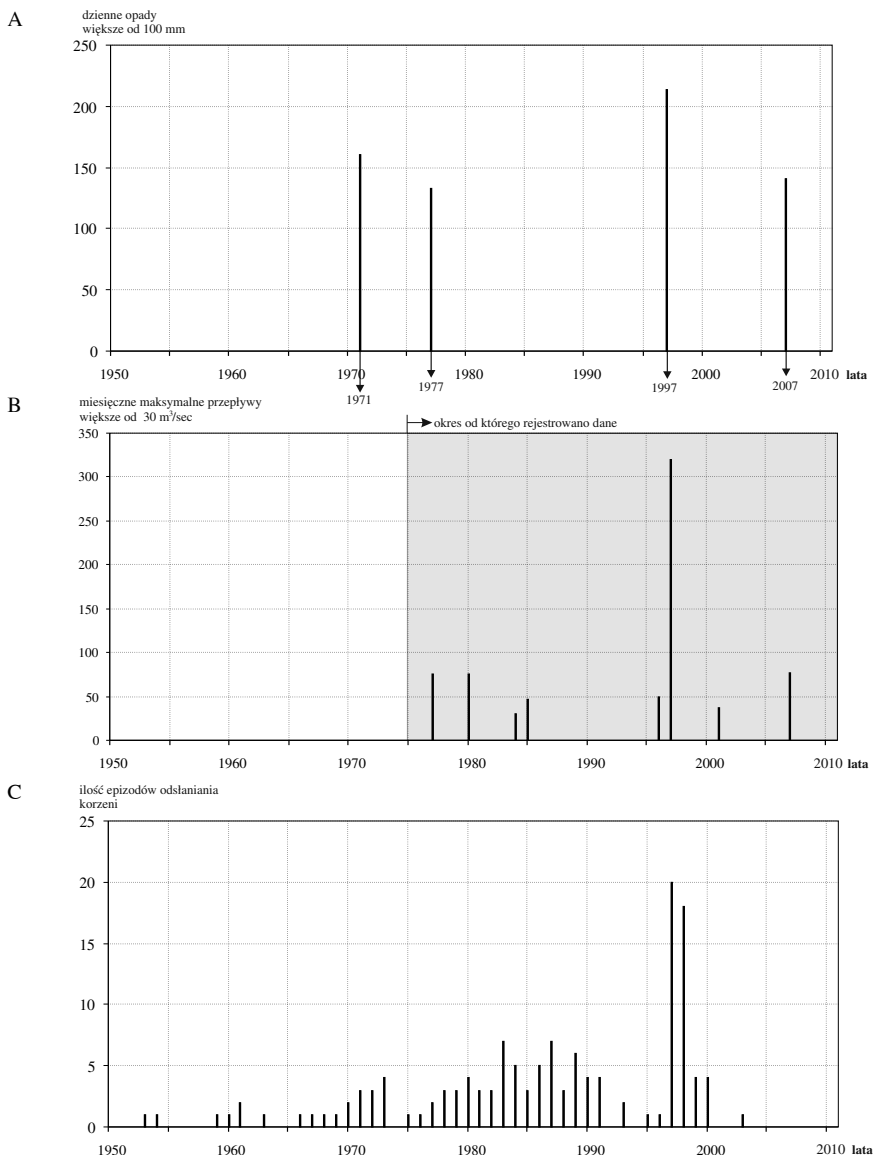 A
dzienne opady
większe od 100 mm
250
200
150
100
50
0
1950 1960 1970 1980 1990 2000 2010 lata
1971 1977 1997 2007
B
miesięczne maksymalne przepływy
większe od 30 m³/sec
okres od którego rejestrowano dane
350
300
250
200
150
100
50
0
1950 1960 1970 1980 1990 2000 2010 lata
C
ilość epizodów odsłaniania
korzeni
25
20
15
10
5
0
1950 1960 1970 1980 1990 2000 2010 lata